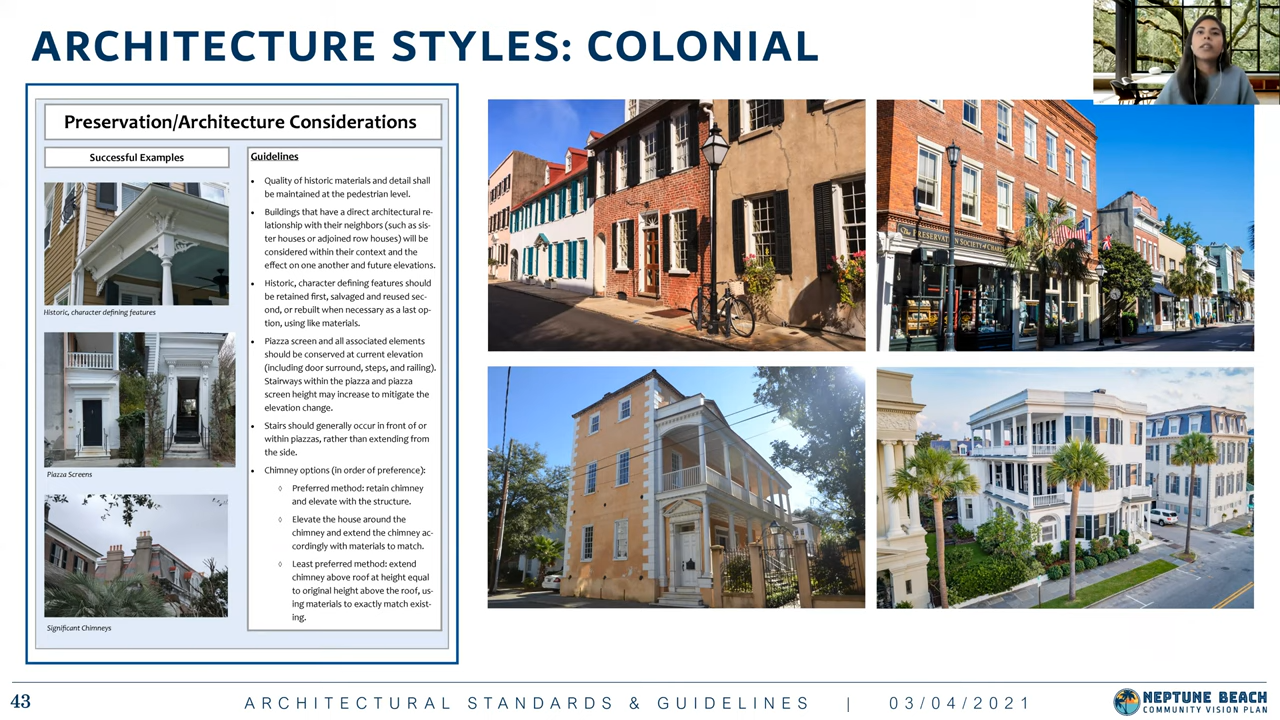 ARCHITECTURE STYLES: COLONIAL
Preservation/Architecture Considerations
Successful Examples
Historic, character defining features
Piazza Screens
Significant Chimneys
Guidelines
• Quality of historic materials and detail shall
be maintained at the pedestrian level.
• Buildings that have a direct architectural re-
lationship with their neighbors (such as sis-
ter houses or adjoined row houses) will be
considered within their context and the
effect on one another and future elevations.
• Historic, character defining features should
be retained first, salvaged and reused sec-
ond, or rebuilt when necessary as a last op-
tion, using like materials.
• Piazza screen and all associated elements
should be conserved at current elevation
(including door surround, steps, and railing).
Stairways within the piazza and piazza
screen height may increase to mitigate the
elevation change.
• Stairs should generally occur in front of or
within piazzas, rather than extending from
the side.
• Chimney options (in order of preference):
◊ Preferred method: retain chimney
and elevate with the structure.
◊ Elevate the house around the
chimney and extend the chimney ac-
cordingly with materials to match.
◊ Least preferred method: extend
chimney above roof at height equal
to original height above the roof, us-
ing materials to exactly match exist-
ing.
The PRESERVATION SOCIETY of
43
ARCHITECTURAL STANDARDS & GUIDELINES | 03/04/2021
NEPTUNE BEACH
COMMUNITY VISION PLAN